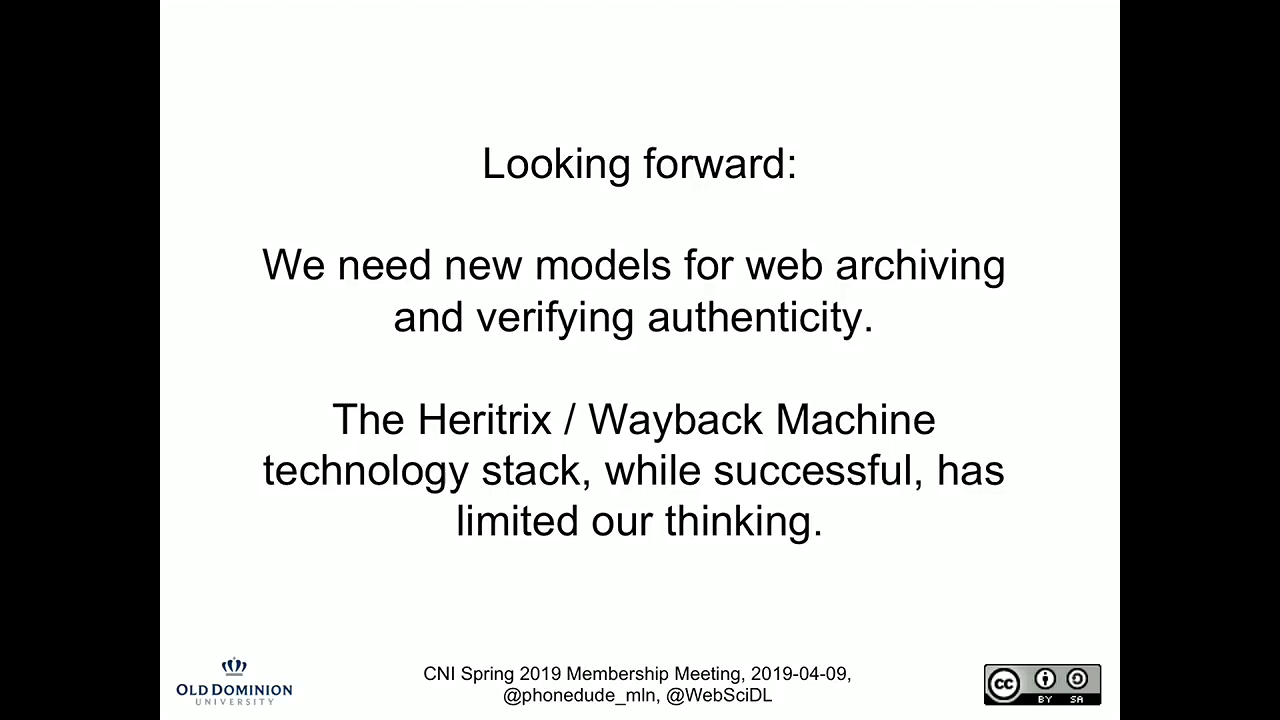 Looking forward:
We need new models for web archiving
and verifying authenticity.
The Heritrix / Wayback Machine
technology stack, while successful, has
limited our thinking.
OLD DOMINION
UNIVERSITY
CNI Spring 2019 Membership Meeting, 2019-04-09,
@phonedude_mln, @WebSciDL
cc
BY SA